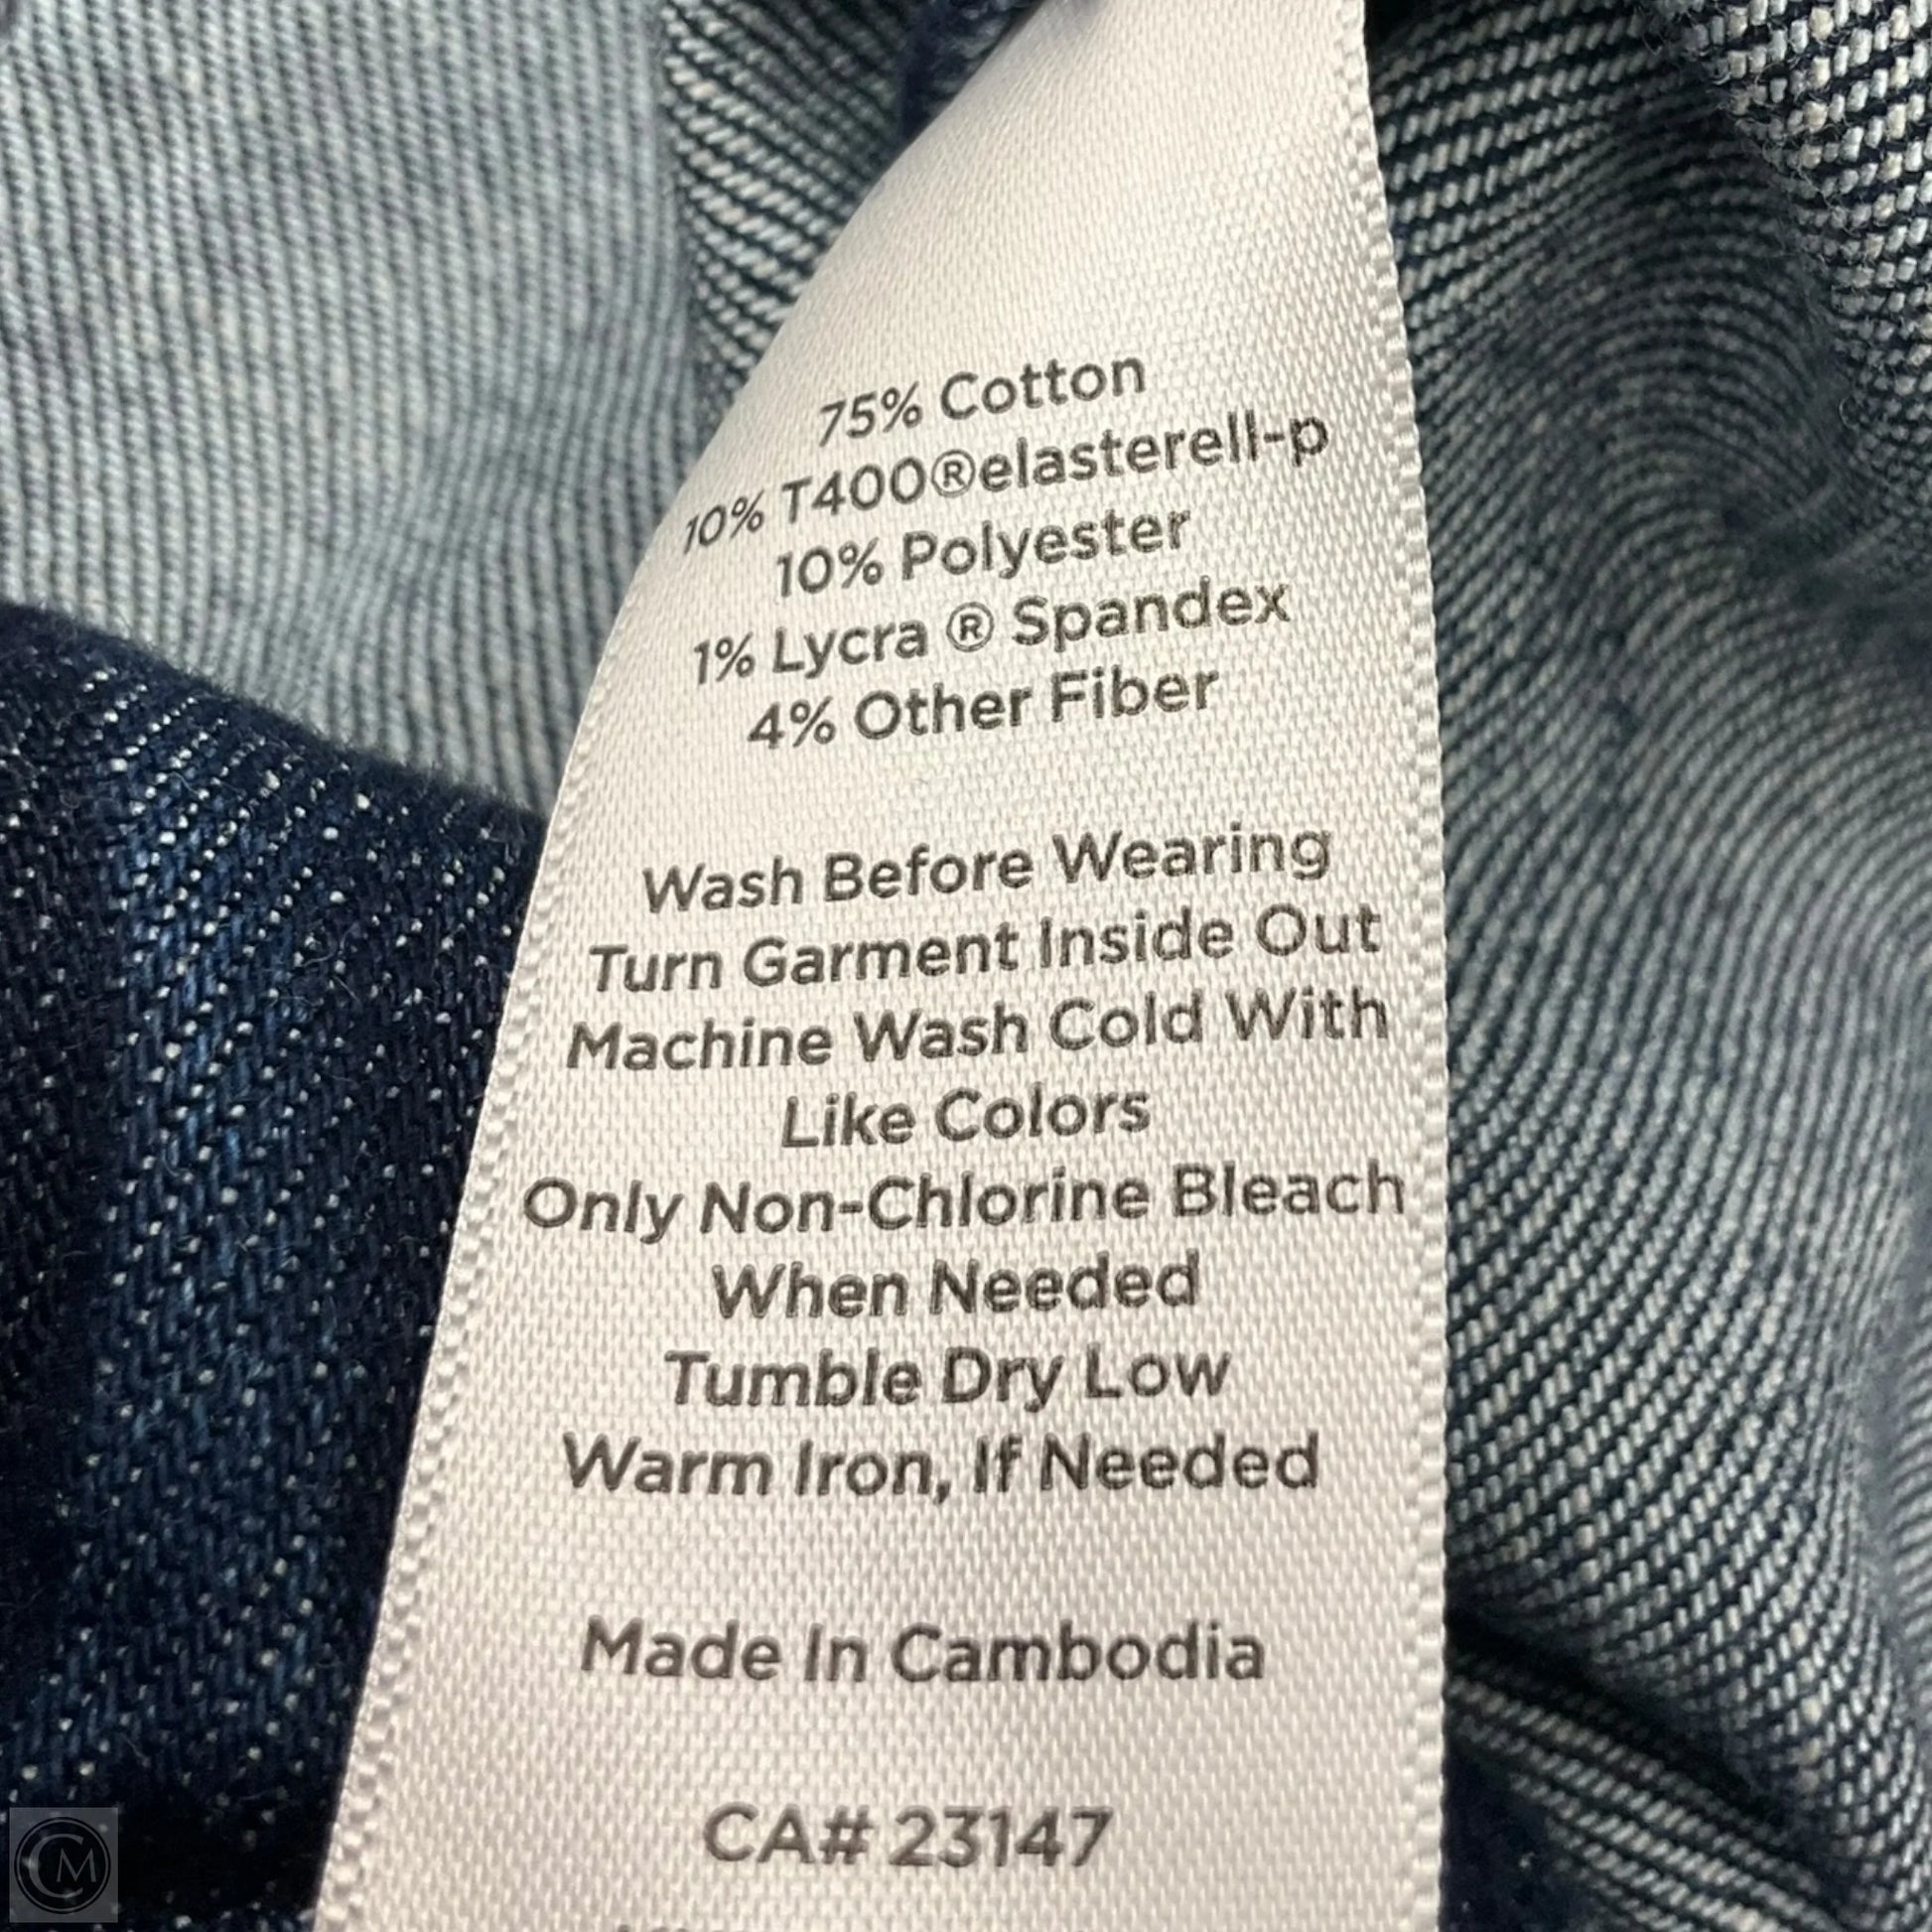 75% Cotton
10% T400®elasterell-p
10% Polyester
1% Lycra ® Spandex
4% Other Fiber
Wash Before Wearing
Turn Garment Inside Out
Machine Wash Cold With
Like Colors
Only Non-Chlorine Bleach
When Needed
Tumble Dry Low
Warm Iron, If Needed
Made In Cambodia
CA# 23147
CM